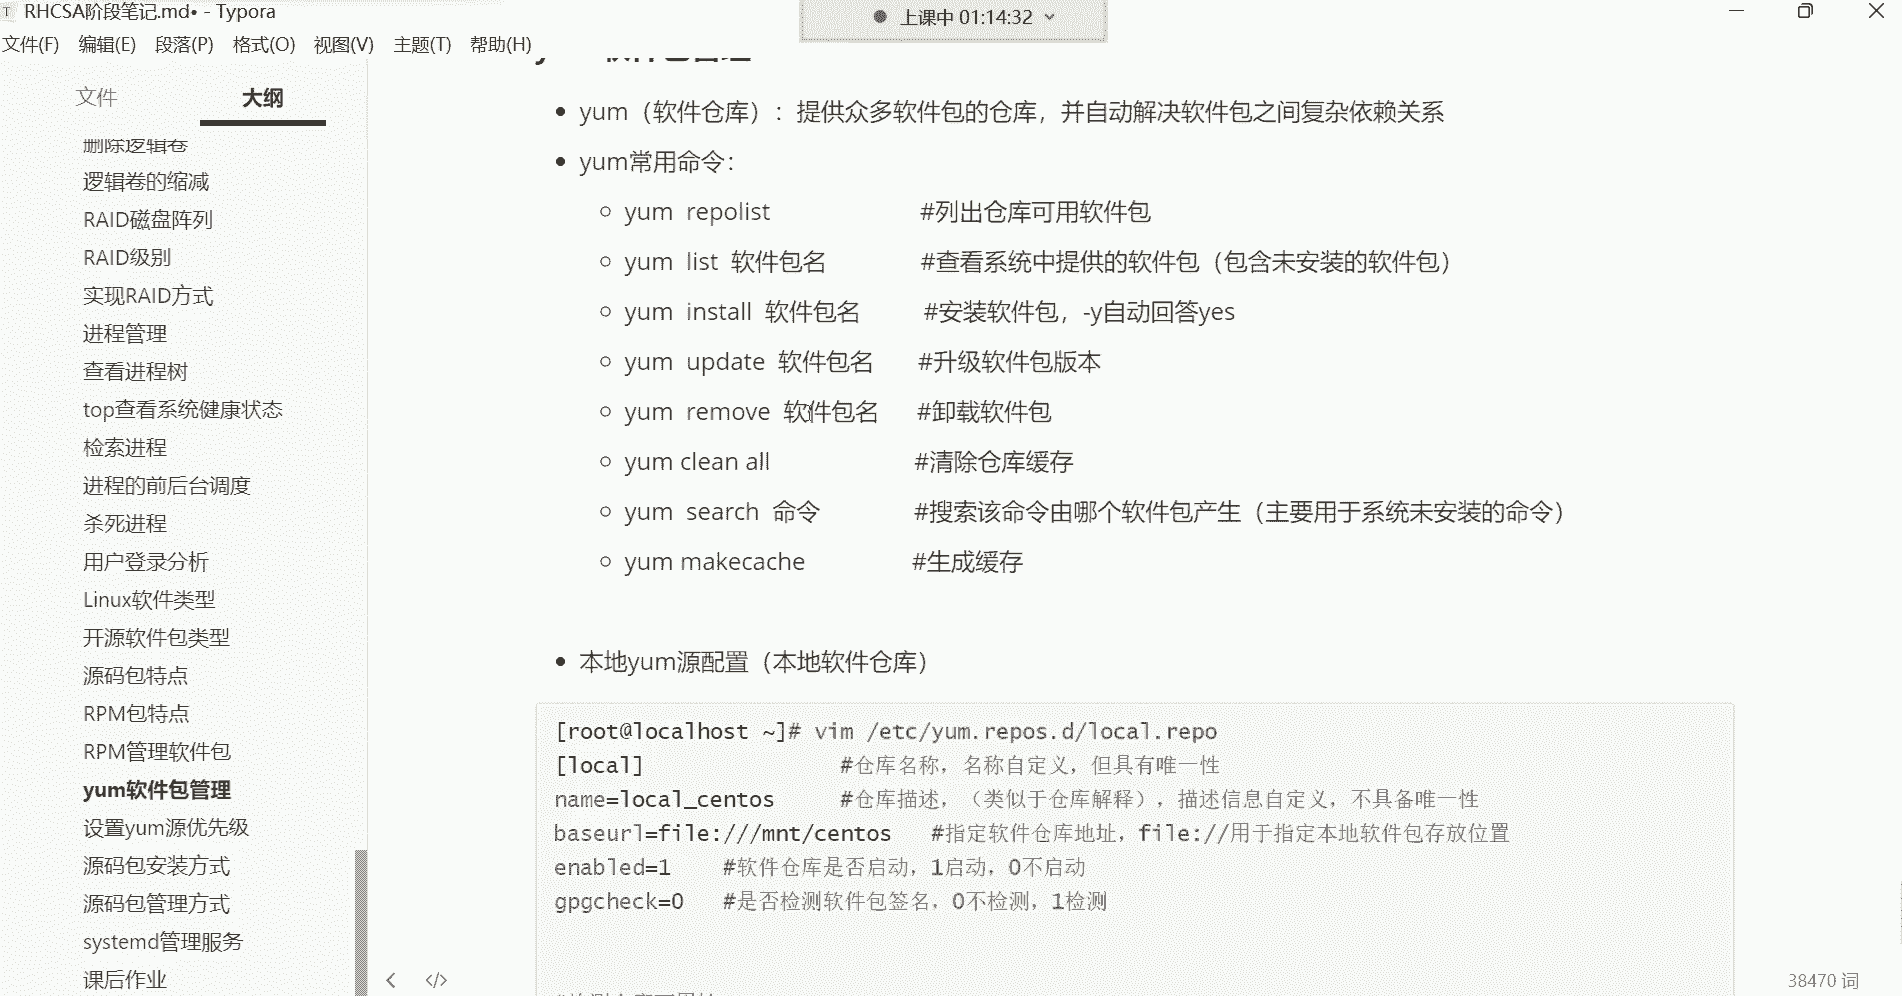 RHCSA阶段笔记.md• - Typora
上课中 01:14:32
文件(F) 编辑(E) 段落(P) 格式(O) 视图(V) 主题(T) 帮助(H)
文件 大纲
删除逻辑卷
逻辑卷的缩减
RAID磁盘阵列
RAID级别
实现RAID方式
进程管理
查看进程树
top查看系统健康状态
检索进程
进程的前后台调度
杀死进程
用户登录分析
Linux软件类型
开源软件包类型
源码包特点
RPM包特点
RPM管理软件包
yum软件包管理
设置yum源优先级
源码包安装方式
源码包管理方式
systemd管理服务
课后作业
yum软件包管理
• yum（软件仓库）：提供众多软件包的仓库，并自动解决软件包之间复杂依赖关系
• yum常用命令：
○ yum repolist #列出仓库可用软件包
○ yum list 软件包名 #查看系统中提供的软件包（包含未安装的软件包）
○ yum install 软件包名 #安装软件包，-y自动回答yes
○ yum update 软件包名 #升级软件包版本
○ yum remove 软件包名 #卸载软件包
○ yum clean all #清除仓库缓存
○ yum search 命令 #搜索该命令由哪个软件包产生（主要用于系统未安装的命令）
○ yum makecache #生成缓存
• 本地yum源配置（本地软件仓库）
[root@localhost ~]# vim /etc/yum.repos.d/local.repo
[local] #仓库名称，名称自定义，但具有唯一性
name=local_centos #仓库描述，（类似于仓库解释），描述信息自定义，不具备唯一性
baseurl=file:///mnt/centos #指定软件仓库地址，file://用于指定本地软件包存放位置
enabled=1 #软件仓库是否启动，1启动，0不启动
gpgcheck=0 #是否检测软件包签名，0不检测，1检测
38470 词